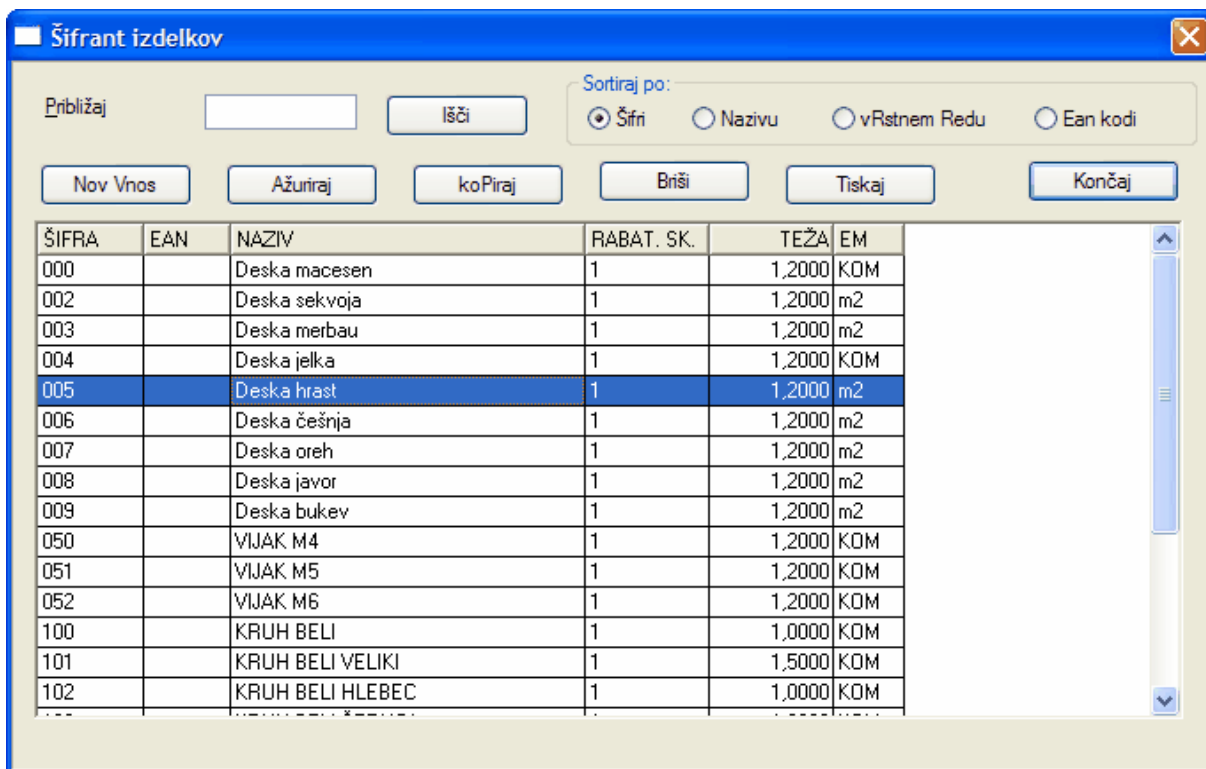 Šifrant izdelkov
Sortiraj po:
Približaj Išči Šifri Nazivu vRstnem Redu Ean kodi
Nov Vnos Ažuriraj koPiraj Briši Tiskaj Končaj
ŠIFRA EAN NAZIV RABAT. SK. TEŽA EM
000 Deska macesen 1 1,2000 KOM
002 Deska sekvoja 1 1,2000 m2
003 Deska merbau 1 1,2000 m2
004 Deska jelka 1 1,2000 KOM
005 Deska hrast 1 1,2000 m2
006 Deska češnja 1 1,2000 m2
007 Deska oreh 1 1,2000 m2
008 Deska javor 1 1,2000 m2
009 Deska bukev 1 1,2000 m2
050 VIJAK M4 1 1,2000 KOM
051 VIJAK M5 1 1,2000 KOM
052 VIJAK M6 1 1,2000 KOM
100 KRUH BELI 1 1,0000 KOM
101 KRUH BELI VELIKI 1 1,5000 KOM
102 KRUH BELI HLEBEC 1 1,0000 KOM